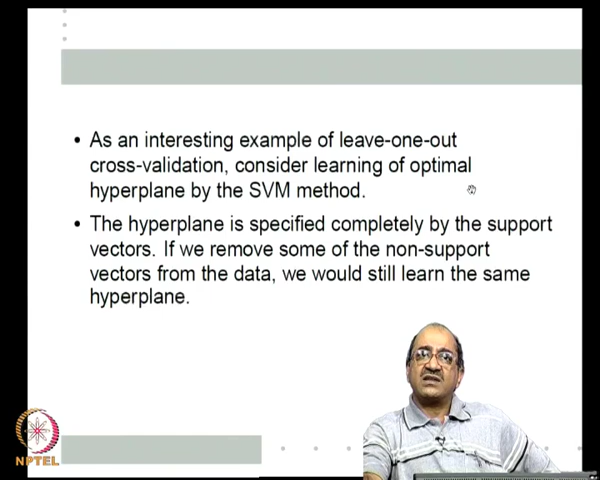 • As an interesting example of leave-one-out
cross-validation, consider learning of optimal
hyperplane by the SVM method.
• The hyperplane is specified completely by the support
vectors. If we remove some of the non-support
vectors from the data, we would still learn the same
hyperplane.
NPTEL